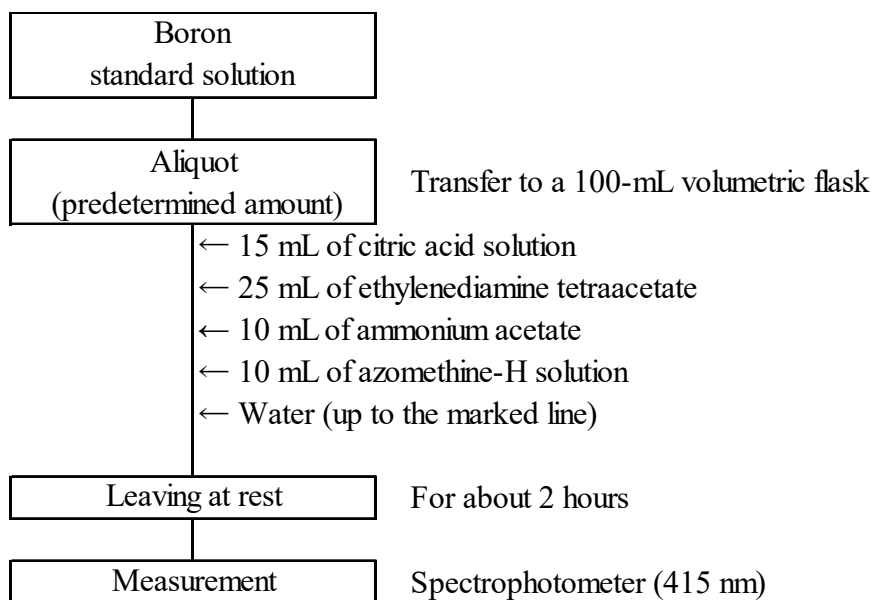 Boron
standard solution
Aliquot
(predetermined amount)
Transfer to a 100-mL volumetric flask
← 15 mL of citric acid solution
← 25 mL of ethylenediamine tetraacetate
← 10 mL of ammonium acetate
← 10 mL of azomethine-H solution
← Water (up to the marked line)
Leaving at rest
For about 2 hours
Measurement
Spectrophotometer (415 nm)